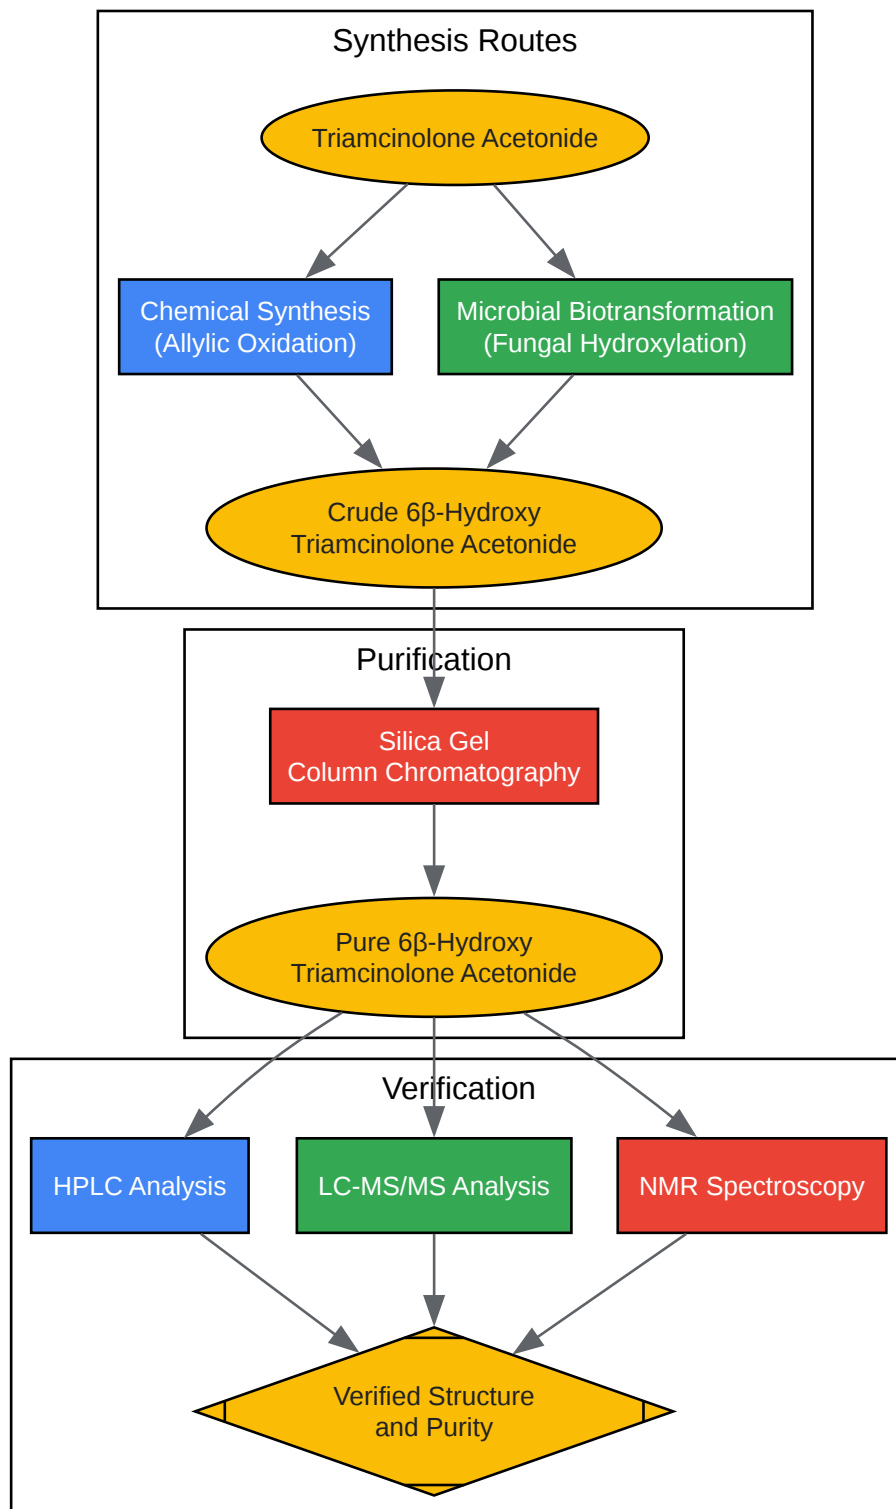 Synthesis Routes
Triamcinolone Acetonide
Chemical Synthesis
(Allylic Oxidation)
Microbial Biotransformation
(Fungal Hydroxylation)
Crude 6β-Hydroxy
Triamcinolone Acetonide
Purification
Silica Gel
Column Chromatography
Pure 6β-Hydroxy
Triamcinolone Acetonide
Verification
HPLC Analysis
LC-MS/MS Analysis
NMR Spectroscopy
Verified Structure
and Purity